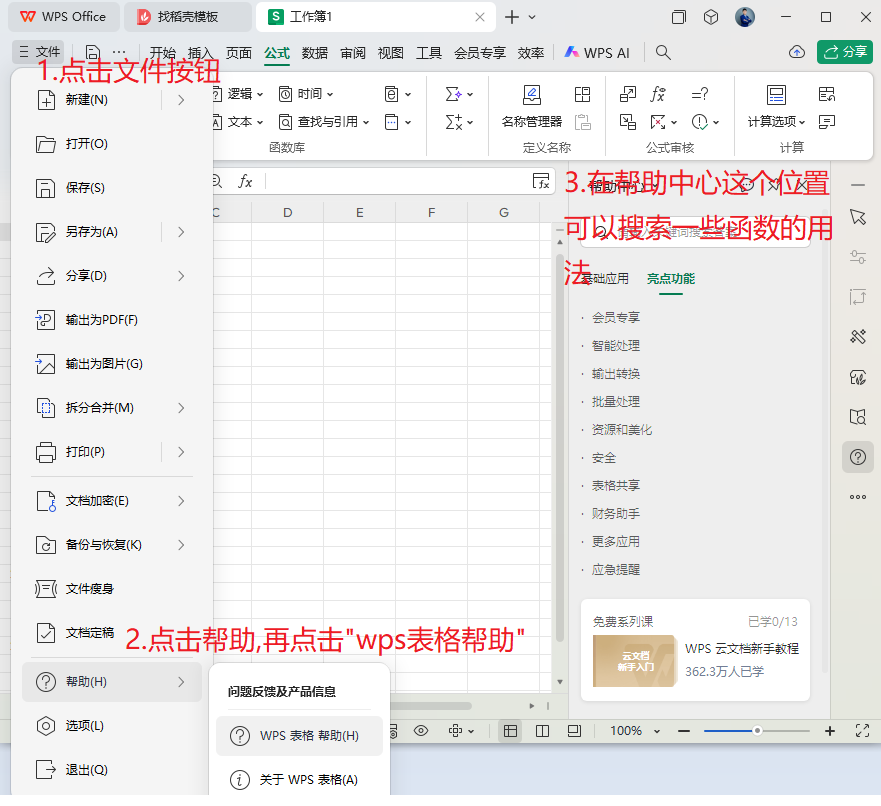 WPS Office
找稻壳模板
S 工作簿1
文件 ··· 开始 插入 页面 公式 数据 审阅 视图 工具 会员专享 效率 WPS AI 分享
1.点击文件按钮
逻辑 时间 fx =?
文本 查找与引用 名称管理器 计算选项
函数库 定义名称 公式审核 计算
fx
C D E F G
3.在帮助中心这个位置
可以搜索一些函数的用
法
基础应用 亮点功能
· 会员专享
· 智能处理
· 输出转换
· 批量处理
· 资源和美化
· 安全
· 表格共享
· 财务助手
· 更多应用
· 应急提醒
免费系列课 已学0/13
云文档
新手入门
WPS 云文档新手教程
362.3万人已学
新建(N)
打开(O)
保存(S)
另存为(A)
分享(D)
输出为PDF(F)
输出为图片(G)
拆分合并(M)
打印(P)
文档加密(E)
备份与恢复(K)
文件瘦身
文档定稿
2.点击帮助,再点击"wps表格帮助"
帮助(H)
选项(L)
退出(Q)
问题反馈及产品信息
WPS 表格 帮助(H)
关于 WPS 表格(A)
100%